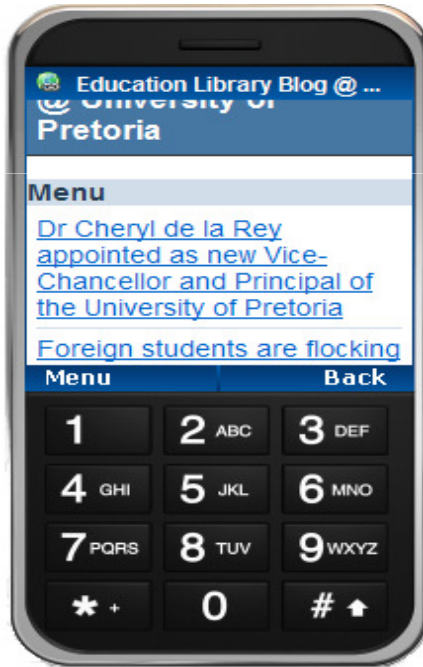 Education Library Blog @ ...
@ University of
Pretoria
Menu
Dr Cheryl de la Rey
appointed as new Vice-
Chancellor and Principal of
the University of Pretoria
Foreign students are flocking
Menu Back
1 2 ABC 3 DEF
4 GHI 5 JKL 6 MNO
7 PQRS 8 TUV 9 WXYZ
* + 0 #